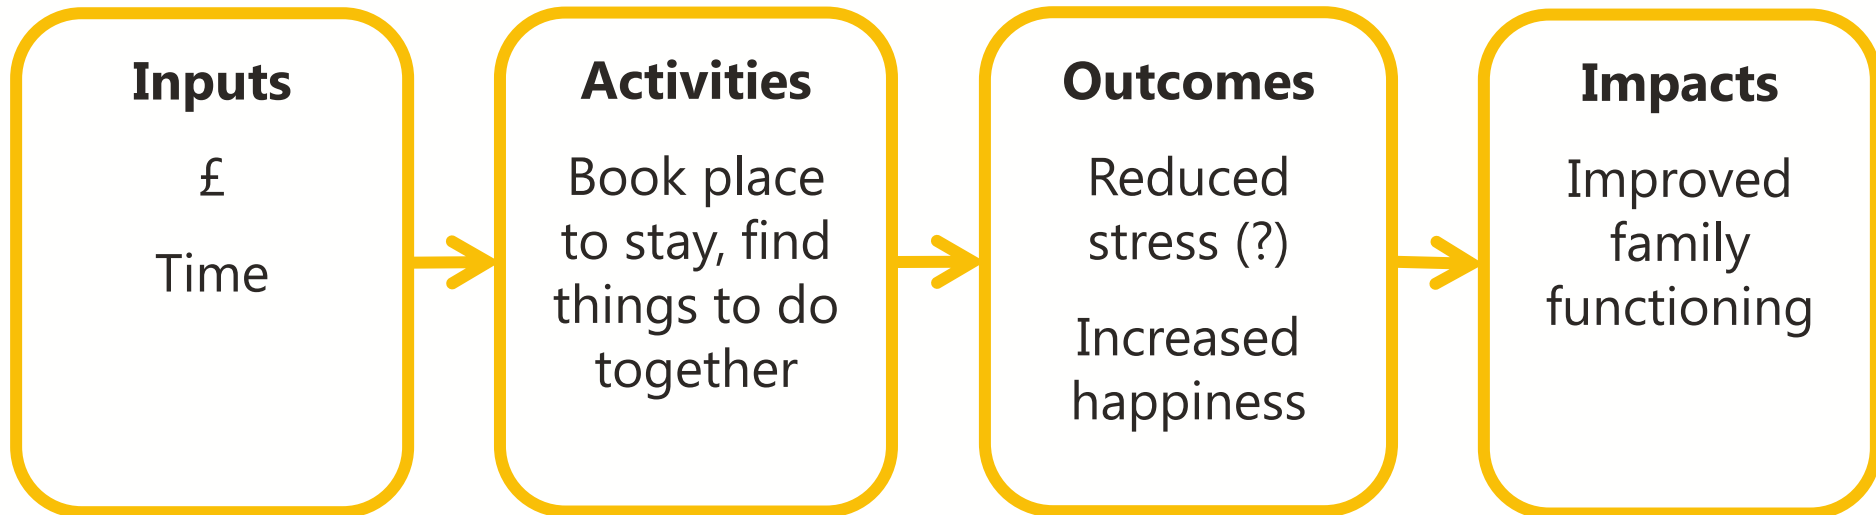 Inputs
£
Time
Activities
Book place
to stay, find
things to do
together
Outcomes
Reduced
stress (?)
Increased
happiness
Impacts
Improved
family
functioning